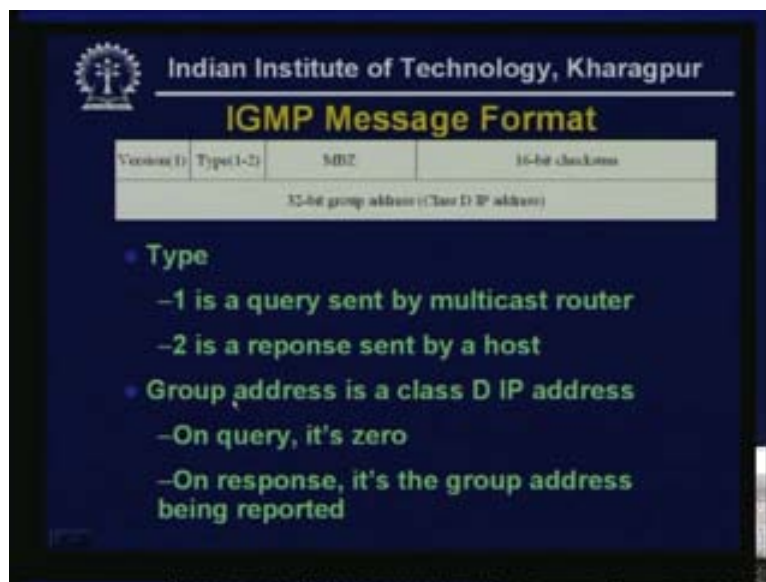 Indian Institute of Technology, Kharagpur
IGMP Message Format
Version(1) Type(1-2) MBZ 16-bit checksum
32-bit group address (Class D IP address)
Type
–1 is a query sent by multicast router
–2 is a reponse sent by a host
Group address is a class D IP address
–On query, it's zero
–On response, it's the group address
being reported